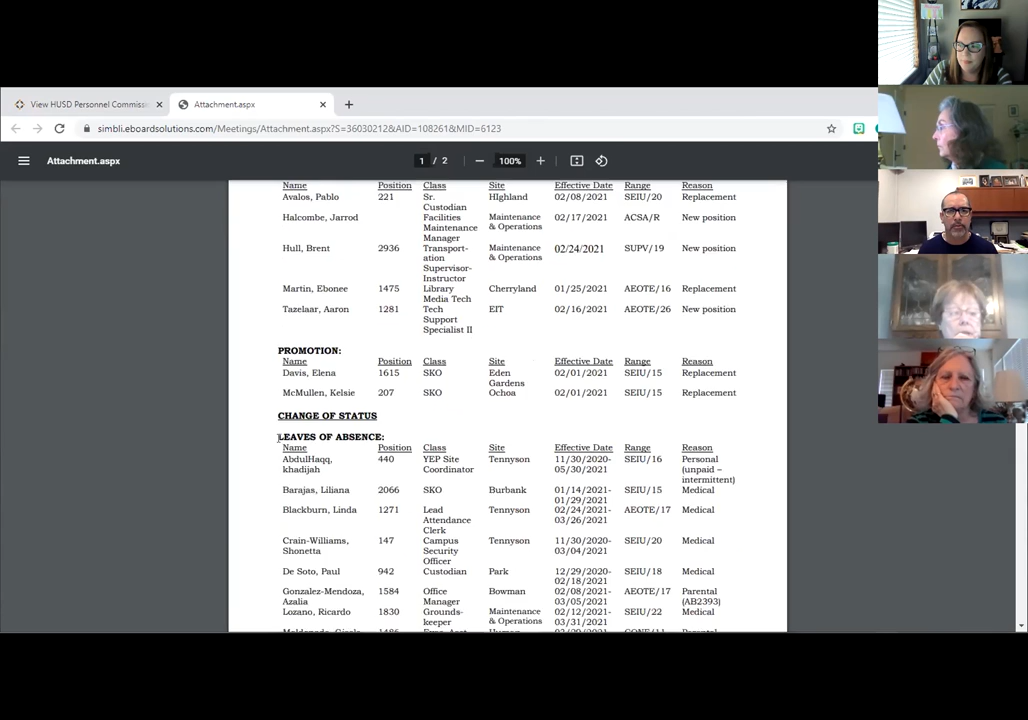 View HUSD Personnel Commiss
Attachment.aspx
simbli.eboardsolutions.com/Meetings/Attachment.aspx?S=36030212&AID=108261&MID=6123
Attachment.aspx 1 / 2 100%
Name Position Class Site Effective Date Range Reason
Avalos, Pablo 221 Sr. HIghland 02/08/2021 SEIU/20 Replacement
Custodian
Halcombe, Jarrod Facilities Maintenance 02/17/2021 ACSA/R New position
Maintenance & Operations
Manager
Hull, Brent 2936 Transport- Maintenance 02/24/2021 SUPV/19 New position
ation & Operations
Supervisor-
Instructor
Martin, Ebonee 1475 Library Cherryland 01/25/2021 AEOTE/16 Replacement
Media Tech
Tazelaar, Aaron 1281 Tech EIT 02/16/2021 AEOTE/26 New position
Support
Specialist II
PROMOTION:
Name Position Class Site Effective Date Range Reason
Davis, Elena 1615 SKO Eden 02/01/2021 SEIU/15 Replacement
Gardens
McMullen, Kelsie 207 SKO Ochoa 02/01/2021 SEIU/15 Replacement
CHANGE OF STATUS
LEAVES OF ABSENCE:
Name Position Class Site Effective Date Range Reason
AbdulHaqq, 440 YEP Site Tennyson 11/30/2020- SEIU/16 Personal
khadijah Coordinator 05/30/2021 (unpaid –
intermittent)
Barajas, Liliana 2066 SKO Burbank 01/14/2021- SEIU/15 Medical
01/29/2021
Blackburn, Linda 1271 Lead Tennyson 02/24/2021- AEOTE/17 Medical
Attendance 03/26/2021
Clerk
Crain-Williams, 147 Campus Tennyson 11/30/2020- SEIU/20 Medical
Shonetta Security 03/04/2021
Officer
De Soto, Paul 942 Custodian Park 12/29/2020- SEIU/18 Medical
02/18/2021
Gonzalez-Mendoza, 1584 Office Bowman 02/08/2021- AEOTE/17 Parental
Azalia Manager 03/05/2021 (AB2393)
Lozano, Ricardo 1830 Grounds- Maintenance 02/12/2021- SEIU/22 Medical
keeper & Operations 03/31/2021